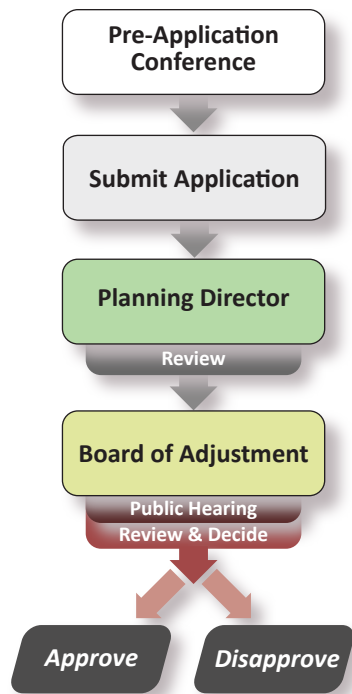 Pre-Application
Conference
Submit Application
Planning Director
Review
Board of Adjustment
Public Hearing
Review & Decide
Approve
Disapprove